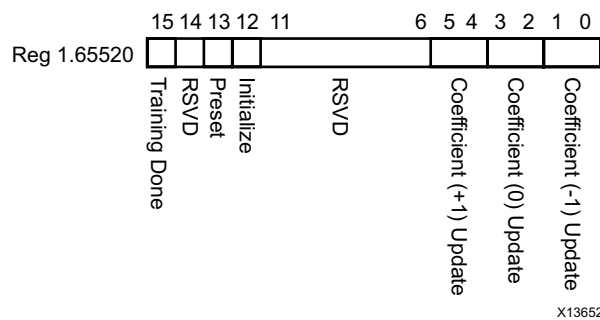 15 14 13 12 11 6 5 4 3 2 1 0
Reg 1.65520
Training Done
RSVD
Preset
Initialize
RSVD
Coefficient (+1) Update
Coefficient (0) Update
Coefficient (-1) Update
X13652